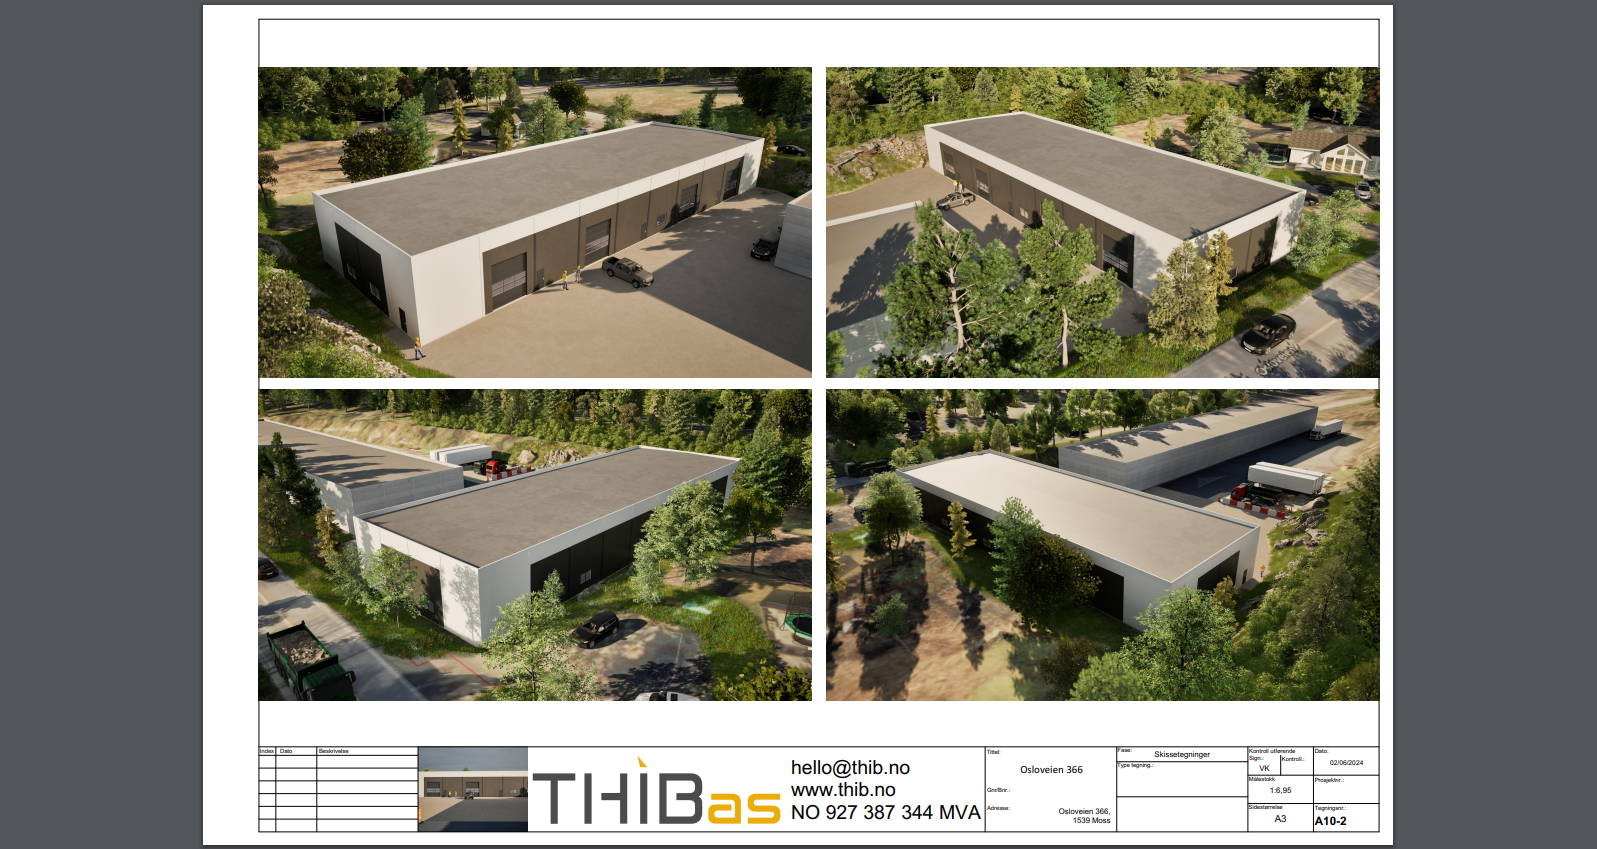 Index Dato Beskrivelse
THIBas
hello@thib.no
www.thib.no
NO 927 387 344 MVA
Tittel:
Osloveien 366
Gnr/Bnr.:
Adresse:
Osloveien 366,
1539 Moss
Fase:
Skissetegninger
Type tegning.:
Kontroll utførende
Sign.:
VK
Kontroll.:
Dato:
02/06/2024
Målestokk
1:6,95
Prosjektnr.:
Sidestørrelse
A3
Tegningsnr.:
A10-2